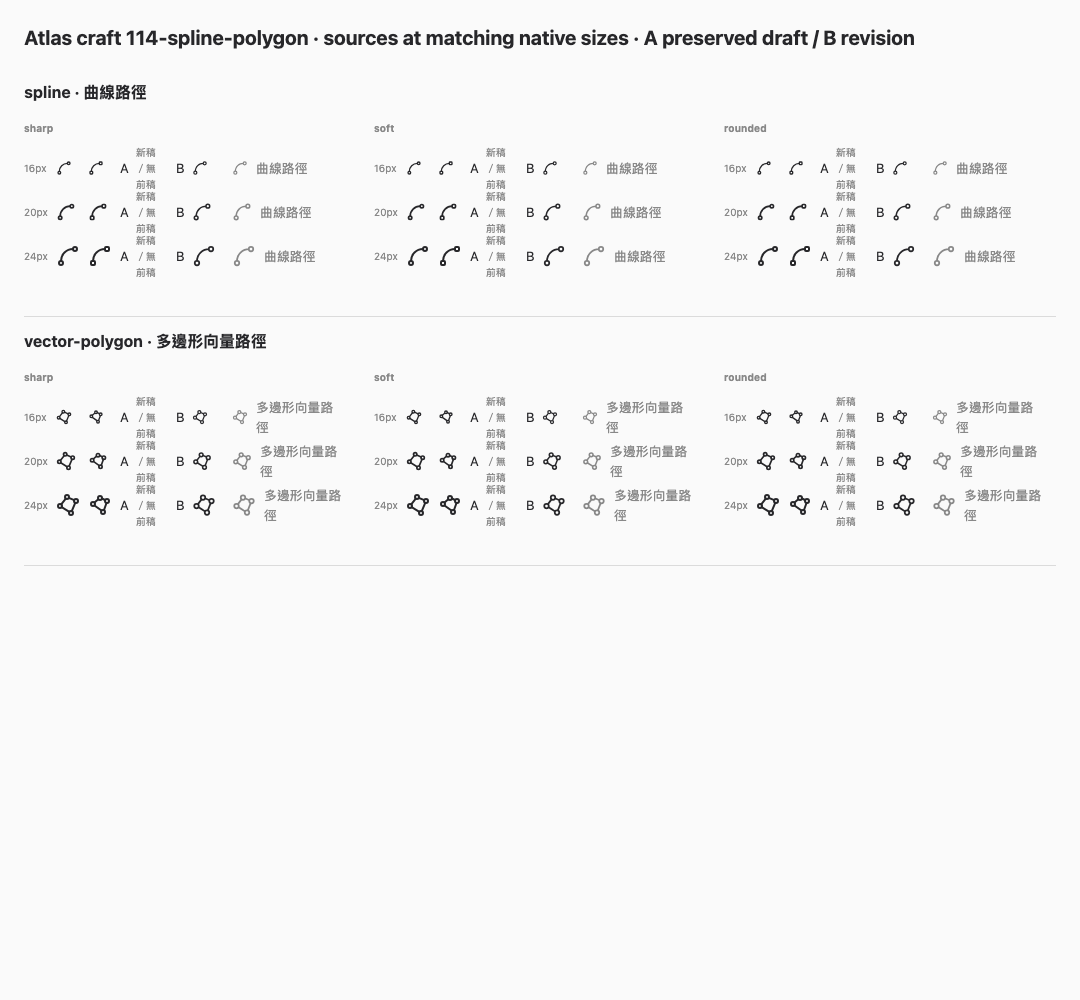 Atlas craft 114-spline-polygon · sources at matching native sizes · A preserved draft / B revision
spline · 曲線路徑
sharp
16px A 新稿 / 無前稿 B 曲線路徑
20px A 新稿 / 無前稿 B 曲線路徑
24px A 新稿 / 無前稿 B 曲線路徑
soft
16px A 新稿 / 無前稿 B 曲線路徑
20px A 新稿 / 無前稿 B 曲線路徑
24px A 新稿 / 無前稿 B 曲線路徑
rounded
16px A 新稿 / 無前稿 B 曲線路徑
20px A 新稿 / 無前稿 B 曲線路徑
24px A 新稿 / 無前稿 B 曲線路徑
vector-polygon · 多邊形向量路徑
sharp
16px A 新稿 / 無前稿 B 多邊形向量路徑
20px A 新稿 / 無前稿 B 多邊形向量路徑
24px A 新稿 / 無前稿 B 多邊形向量路徑
soft
16px A 新稿 / 無前稿 B 多邊形向量路徑
20px A 新稿 / 無前稿 B 多邊形向量路徑
24px A 新稿 / 無前稿 B 多邊形向量路徑
rounded
16px A 新稿 / 無前稿 B 多邊形向量路徑
20px A 新稿 / 無前稿 B 多邊形向量路徑
24px A 新稿 / 無前稿 B 多邊形向量路徑